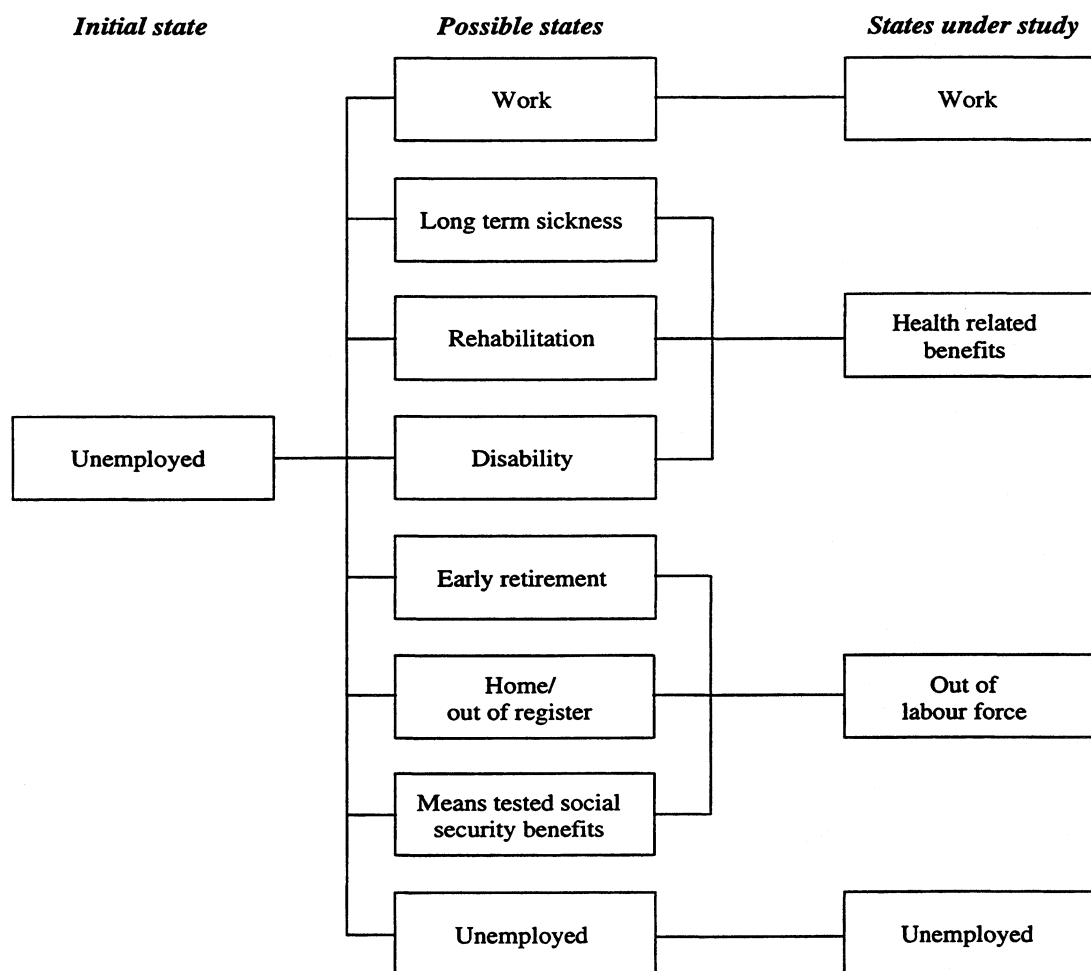 Initial state
Possible states
States under study
Work
Work
Long term sickness
Rehabilitation
Health related
benefits
Unemployed
Disability
Early retirement
Home/
out of register
Out of
labour force
Means tested social
security benefits
Unemployed
Unemployed